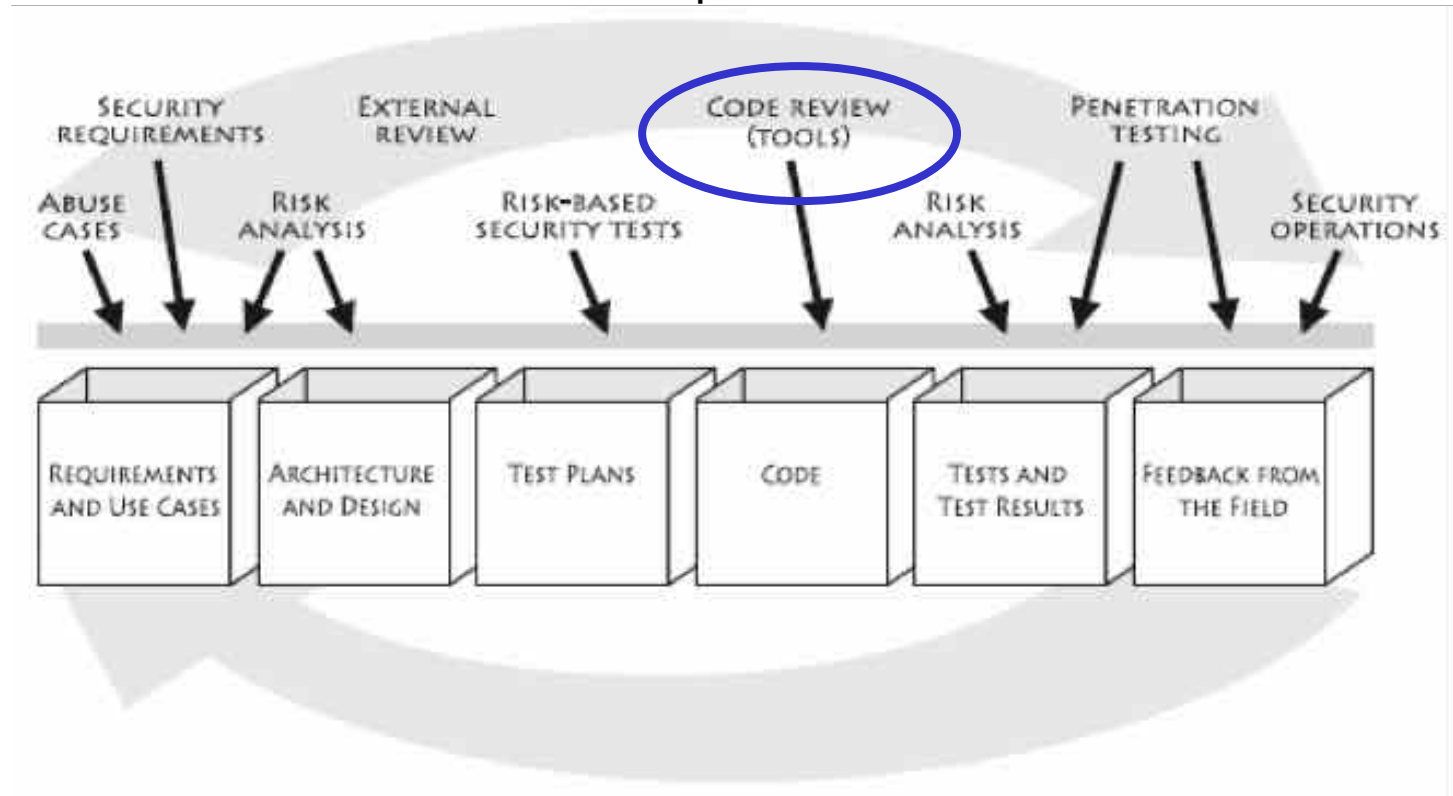 SECURITY
REQUIREMENTS
EXTERNAL
REVIEW
CODE REVIEW
(TOOLS)
PENETRATION
TESTING
ABUSE
CASES
RISK
ANALYSIS
RISK-BASED
SECURITY TESTS
RISK
ANALYSIS
SECURITY
OPERATIONS
REQUIREMENTS
AND USE CASES
ARCHITECTURE
AND DESIGN
TEST PLANS
CODE
TESTS AND
TEST RESULTS
FEEDBACK FROM
THE FIELD